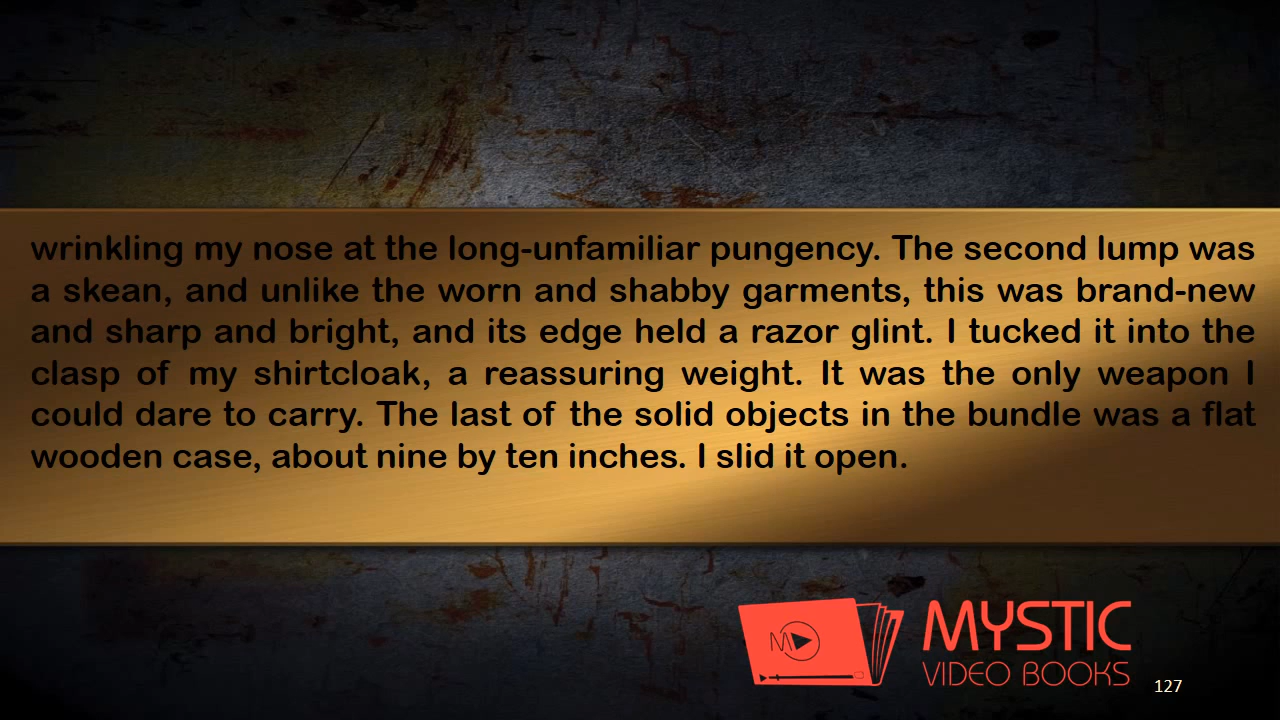 wrinkling my nose at the long-unfamiliar pungency. The second lump was
a skean, and unlike the worn and shabby garments, this was brand-new
and sharp and bright, and its edge held a razor glint. I tucked it into the
clasp of my shirtcloak, a reassuring weight. It was the only weapon I
could dare to carry. The last of the solid objects in the bundle was a flat
wooden case, about nine by ten inches. I slid it open.
M
MYSTIC
VIDEO BOOKS
127